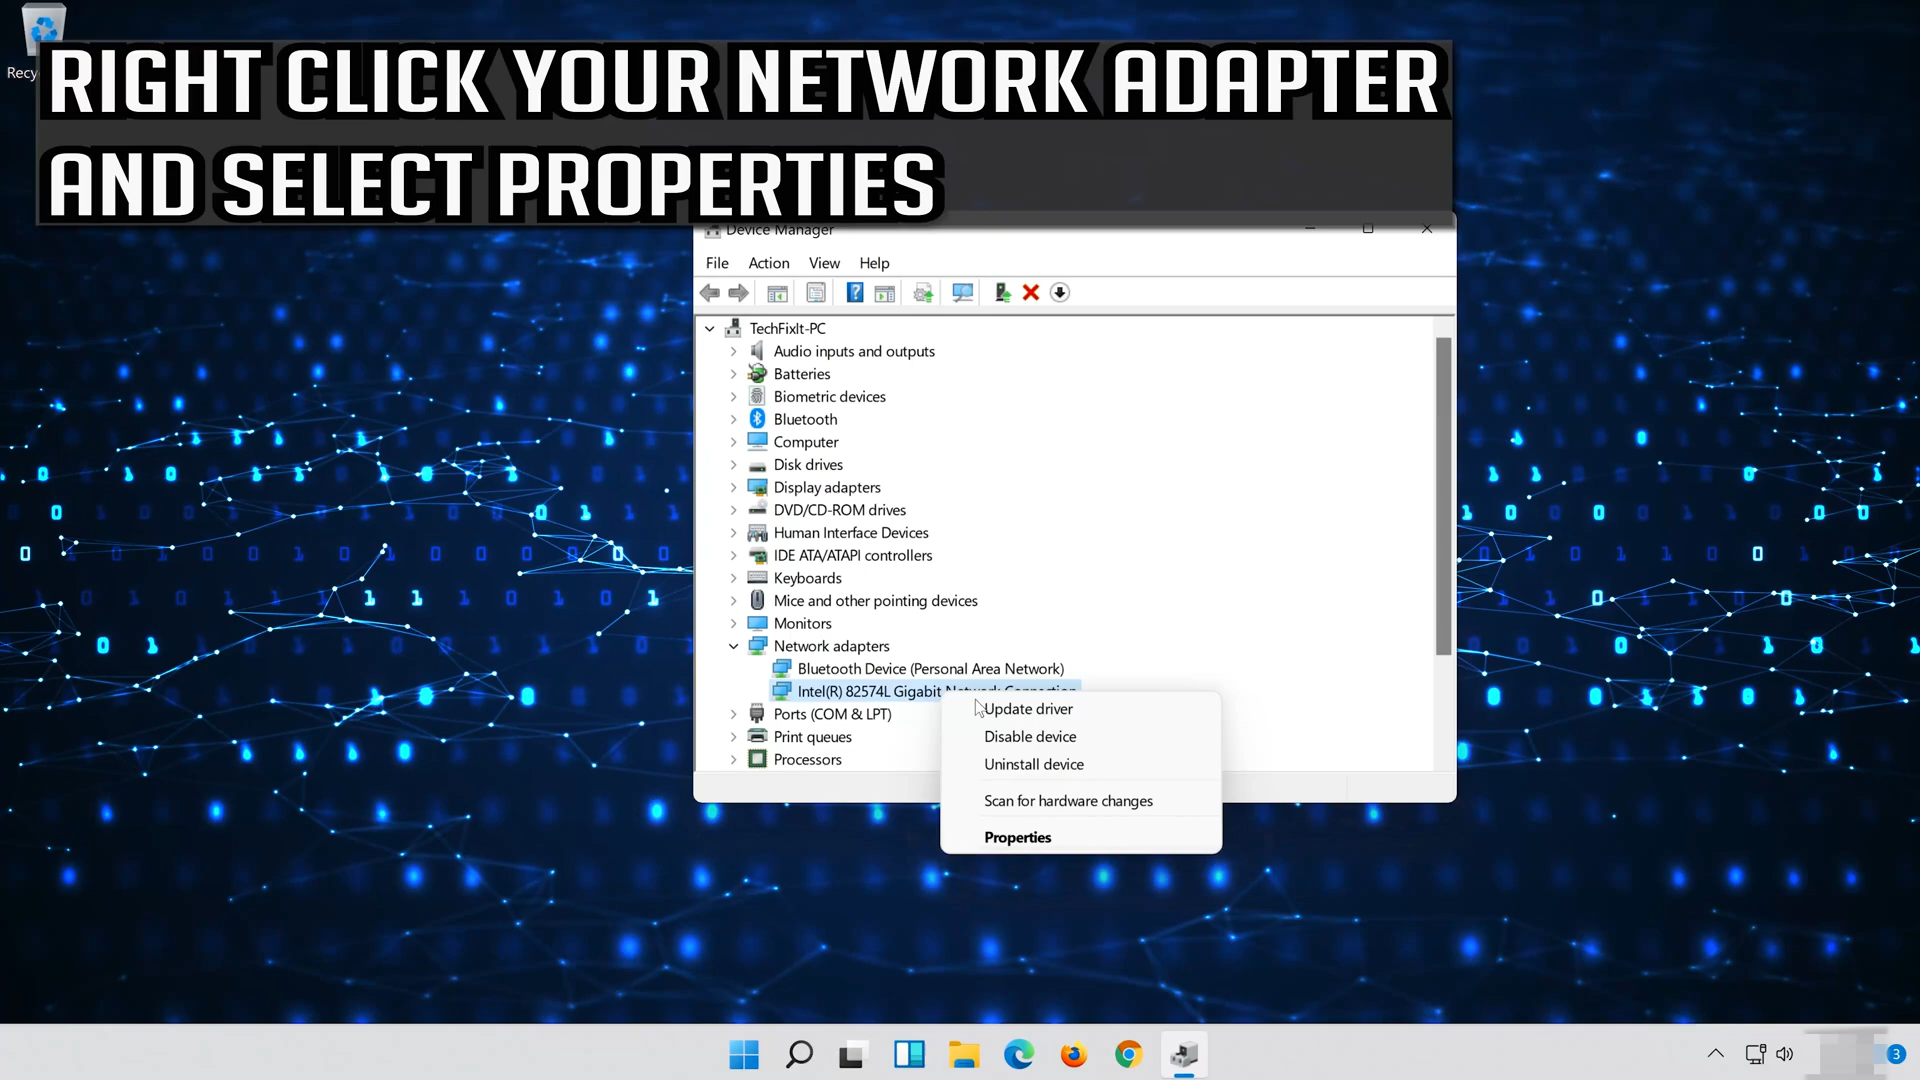 Recy
RIGHT CLICK YOUR NETWORK ADAPTER
AND SELECT PROPERTIES
Device Manager
File Action View Help
TechFixIt-PC
Audio inputs and outputs
Batteries
Biometric devices
Bluetooth
Computer
Disk drives
Display adapters
DVD/CD-ROM drives
Human Interface Devices
IDE ATA/ATAPI controllers
Keyboards
Mice and other pointing devices
Monitors
Network adapters
Bluetooth Device (Personal Area Network)
Intel(R) 82574L Gigabit Network Connection
Ports (COM & LPT)
Print queues
Processors
Update driver
Disable device
Uninstall device
Scan for hardware changes
Properties
3